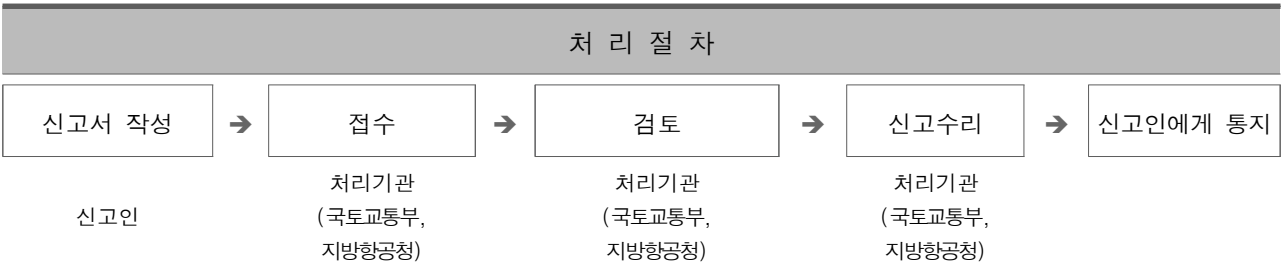 처 리 절 차
신고서 작성 ➔ 접수 ➔ 검토 ➔ 신고수리 ➔ 신고인에게 통지
신고인
처리기관
(국토교통부,
지방항공청)
처리기관
(국토교통부,
지방항공청)
처리기관
(국토교통부,
지방항공청)